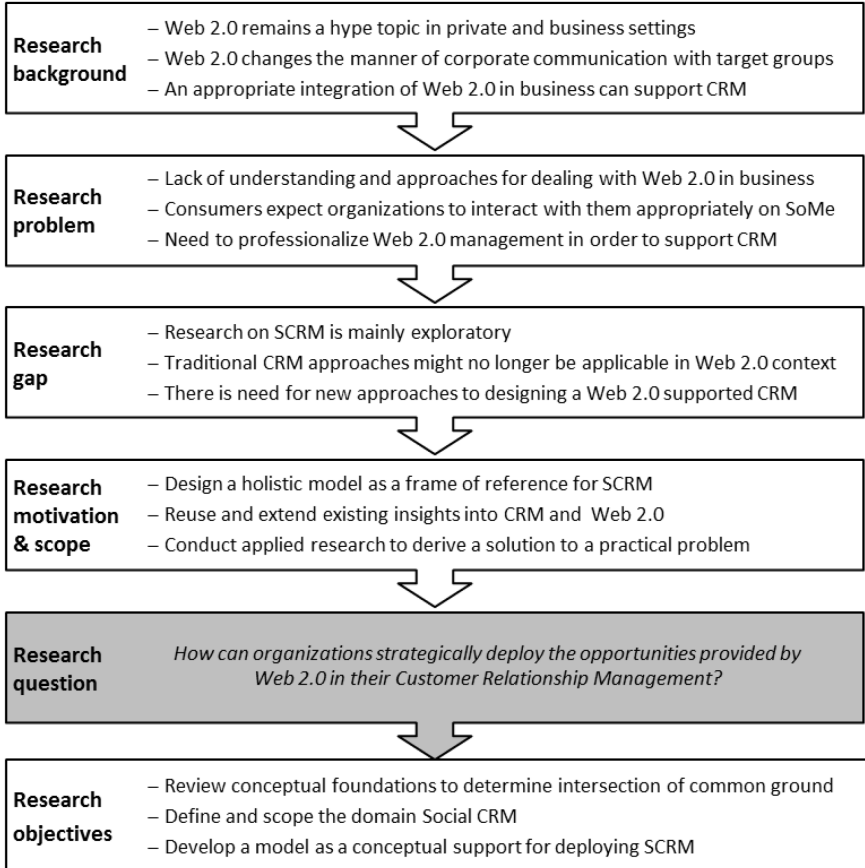 Research background
– Web 2.0 remains a hype topic in private and business settings
– Web 2.0 changes the manner of corporate communication with target groups
– An appropriate integration of Web 2.0 in business can support CRM
Research problem
– Lack of understanding and approaches for dealing with Web 2.0 in business
– Consumers expect organizations to interact with them appropriately on SoMe
– Need to professionalize Web 2.0 management in order to support CRM
Research gap
– Research on SCRM is mainly exploratory
– Traditional CRM approaches might no longer be applicable in Web 2.0 context
– There is need for new approaches to designing a Web 2.0 supported CRM
Research motivation & scope
– Design a holistic model as a frame of reference for SCRM
– Reuse and extend existing insights into CRM and Web 2.0
– Conduct applied research to derive a solution to a practical problem
Research question
How can organizations strategically deploy the opportunities provided by
Web 2.0 in their Customer Relationship Management?
Research objectives
– Review conceptual foundations to determine intersection of common ground
– Define and scope the domain Social CRM
– Develop a model as a conceptual support for deploying SCRM